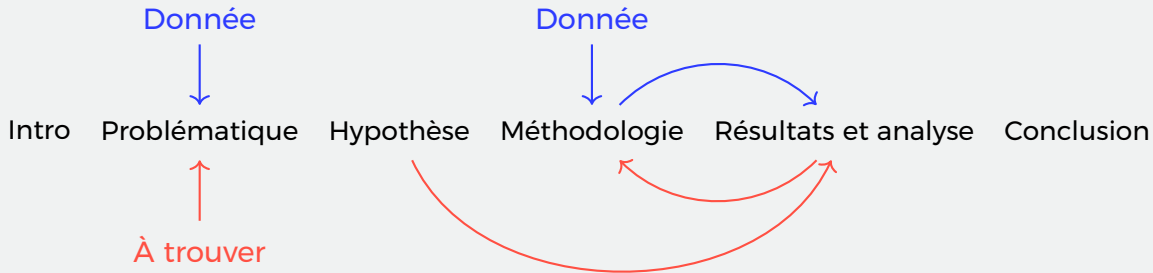 Donnée Donnée
Intro Problématique Hypothèse Méthodologie Résultats et analyse Conclusion
À trouver